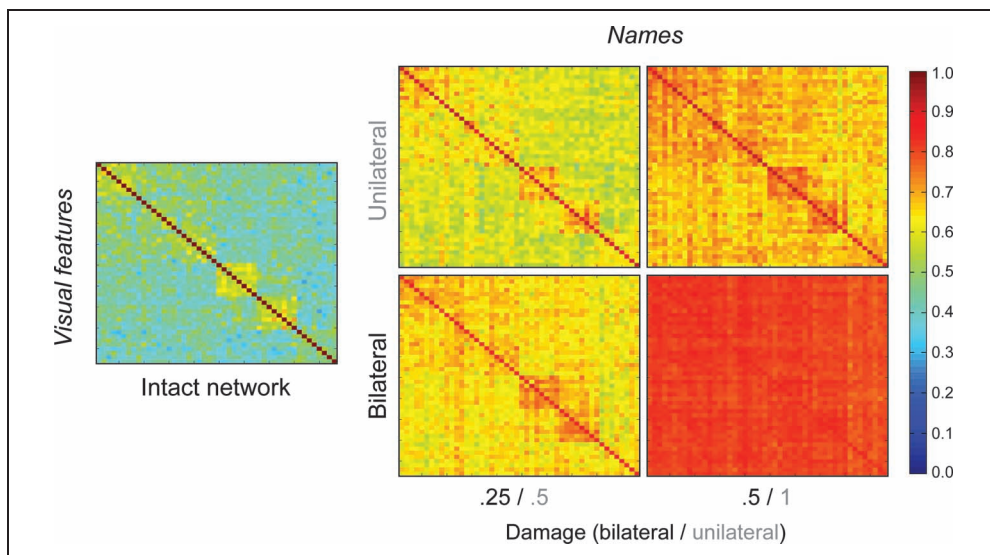 Names
Visual features
Intact network
Unilateral
Bilateral
.25 / .5
.5 / 1
Damage (bilateral / unilateral)
1.0
0.9
0.8
0.7
0.6
0.5
0.4
0.3
0.2
0.1
0.0